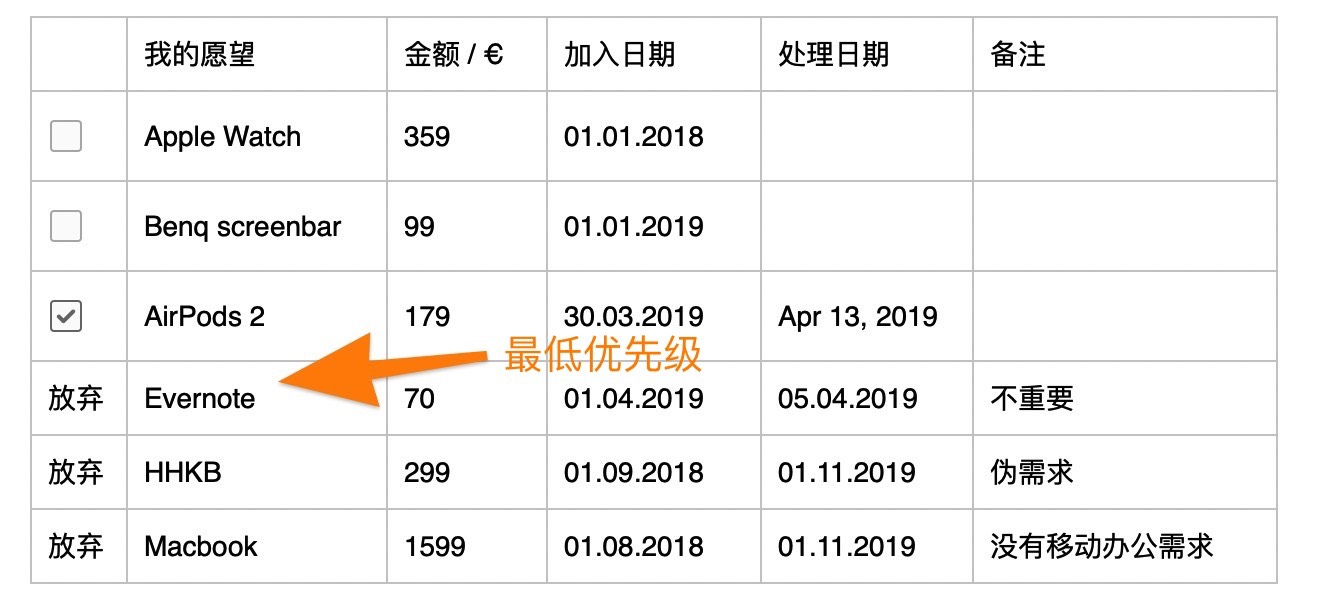 我的愿望 金额 / € 加入日期 处理日期 备注
Apple Watch 359 01.01.2018
Benq screenbar 99 01.01.2019
AirPods 2 179 30.03.2019 Apr 13, 2019
最低优先级
放弃 Evernote 70 01.04.2019 05.04.2019 不重要
放弃 HHKB 299 01.09.2018 01.11.2019 伪需求
放弃 Macbook 1599 01.08.2018 01.11.2019 没有移动办公需求